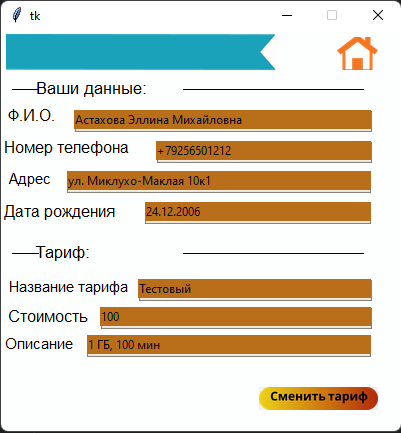 tk
Ваши данные:
Ф.И.О. Астахова Эллина Михайловна
Номер телефона +79256501212
Адрес ул. Миклухо-Маклая 10к1
Дата рождения 24.12.2006
Тариф:
Название тарифа Тестовый
Стоимость 100
Описание 1 ГБ, 100 мин
Сменить тариф